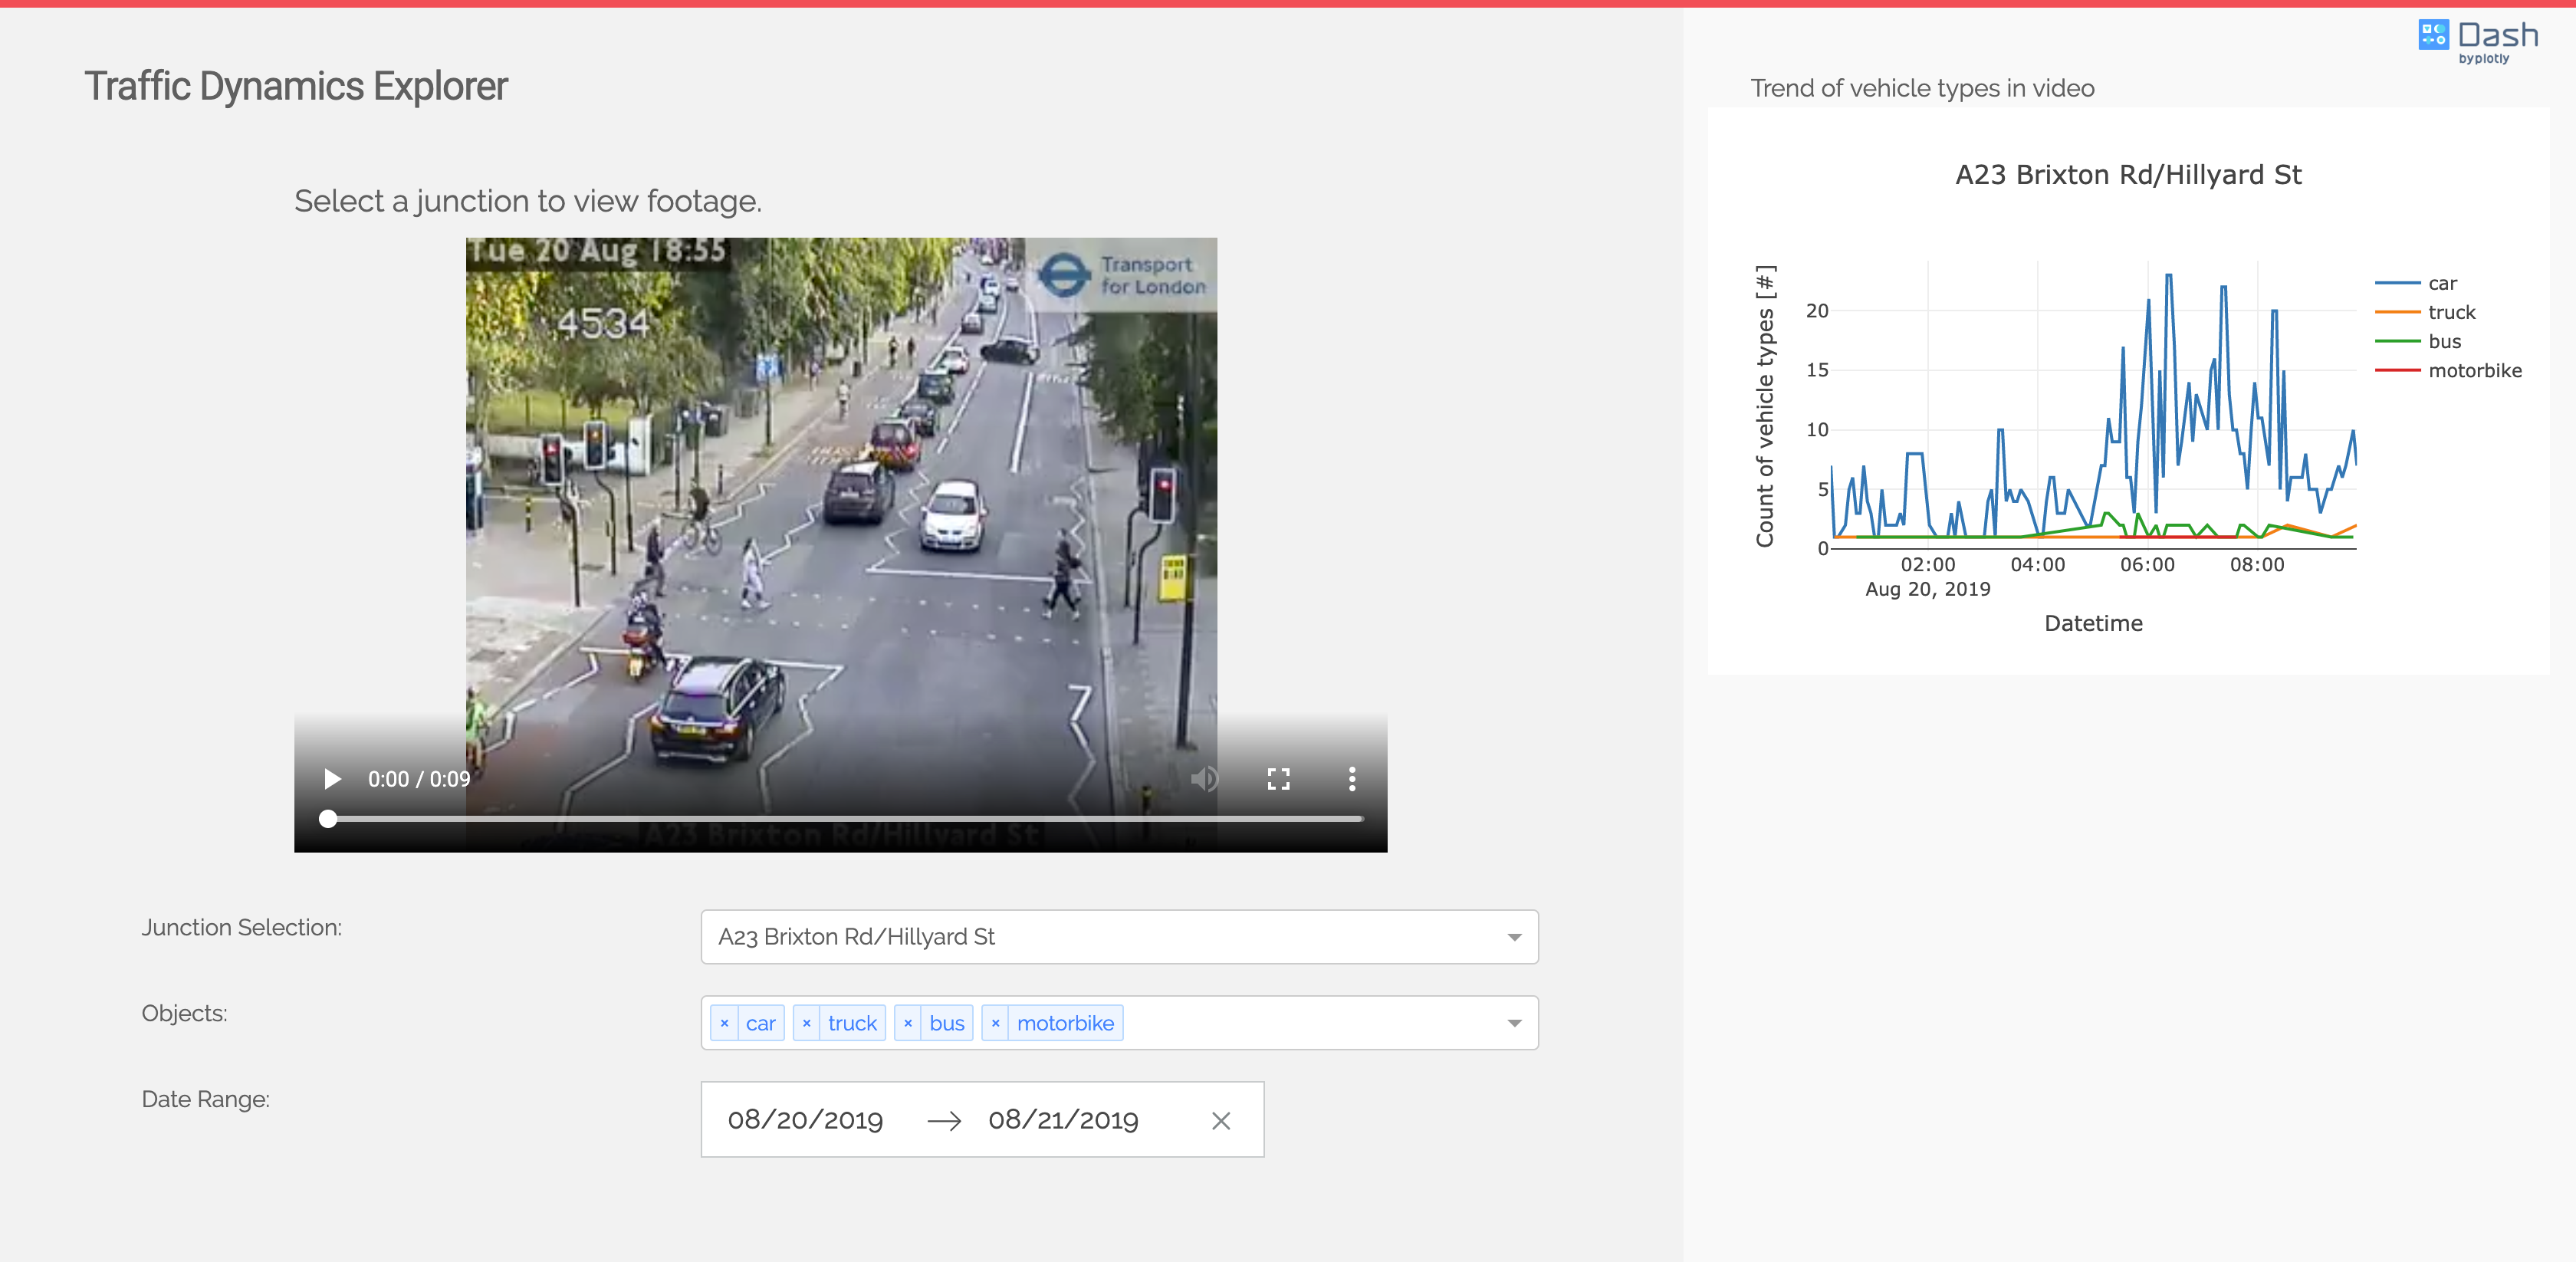 Dash
by plotly
Traffic Dynamics Explorer
Select a junction to view footage.
Tue 20 Aug 18:55
4534
Transport
for London
0:00 / 0:09
A23 Brixton Rd/Hillyard St
Junction Selection:
A23 Brixton Rd/Hillyard St
Objects:
× car × truck × bus × motorbike
Date Range:
08/20/2019 → 08/21/2019 ×
Trend of vehicle types in video
A23 Brixton Rd/Hillyard St
Count of vehicle types [#]
20
15
10
5
0
02:00 04:00 06:00 08:00
Aug 20, 2019
Datetime
car
truck
bus
motorbike